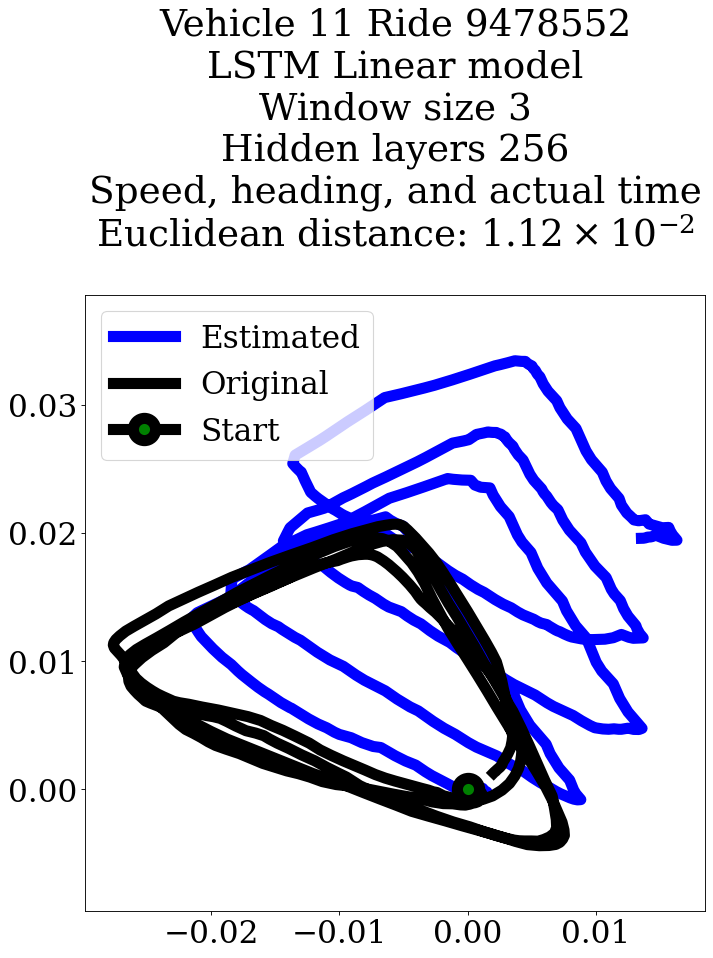 Vehicle 11 Ride 9478552
LSTM Linear model
Window size 3
Hidden layers 256
Speed, heading, and actual time
Euclidean distance: 1.12 × 10⁻²
Estimated
Original
Start
0.03
0.02
0.01
0.00
−0.02 −0.01 0.00 0.01